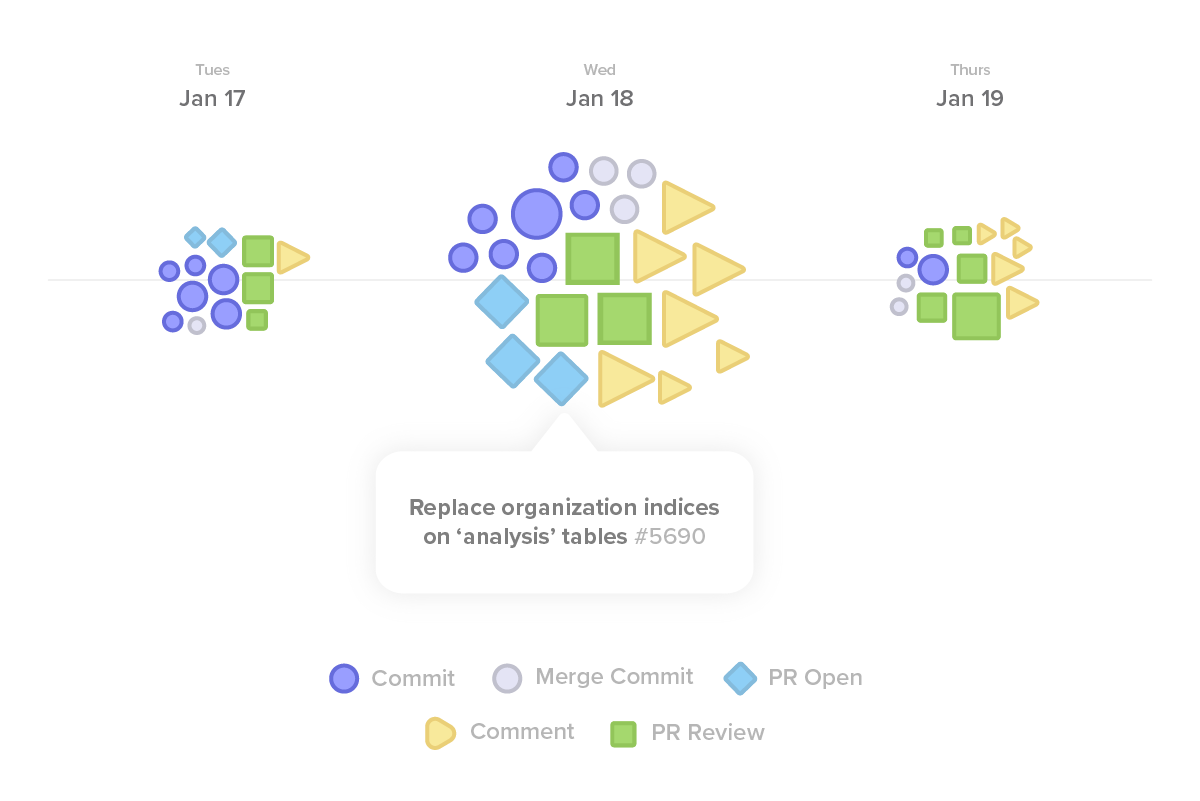 Tues
Jan 17
Wed
Jan 18
Thurs
Jan 19
Replace organization indices
on ‘analysis’ tables #5690
Commit
Merge Commit
PR Open
Comment
PR Review